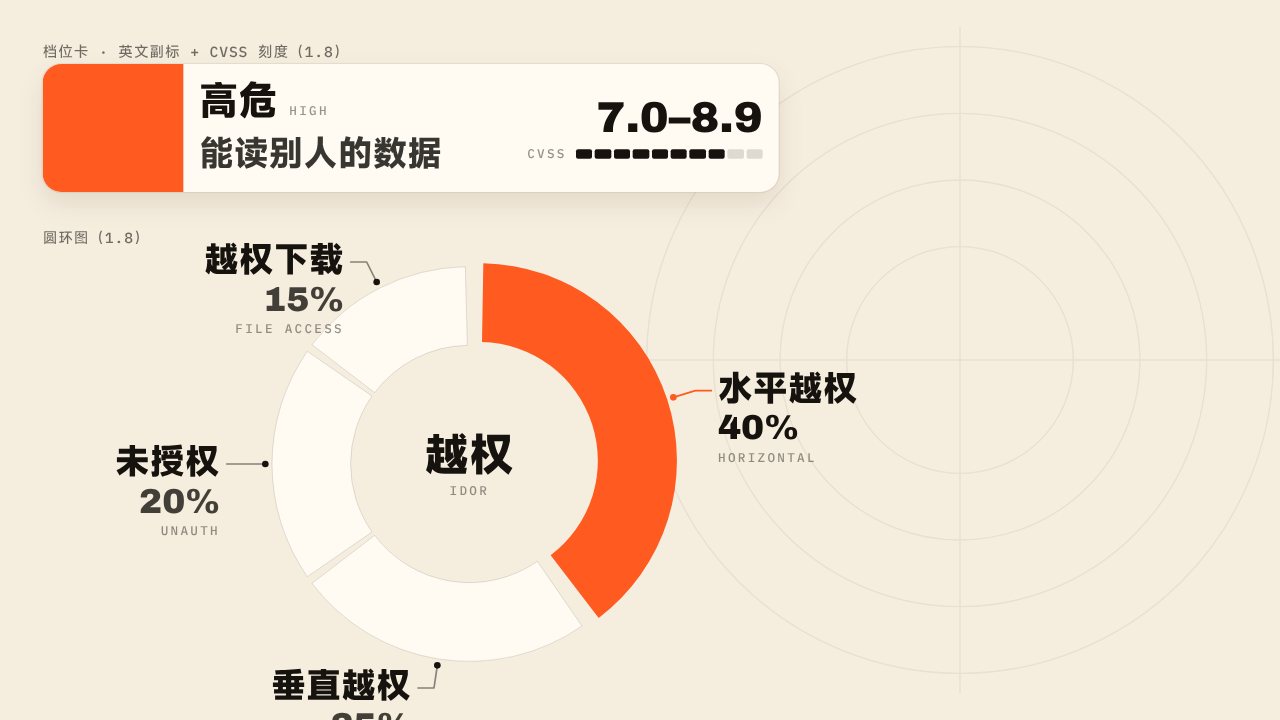 档位卡 · 英文副标 + CVSS 刻度 (1.8)
高危 HIGH
能读别人的数据
7.0–8.9
CVSS
圆环图 (1.8)
越权下载
15%
FILE ACCESS
水平越权
40%
HORIZONTAL
越权
IDOR
未授权
20%
UNAUTH
垂直越权
25%